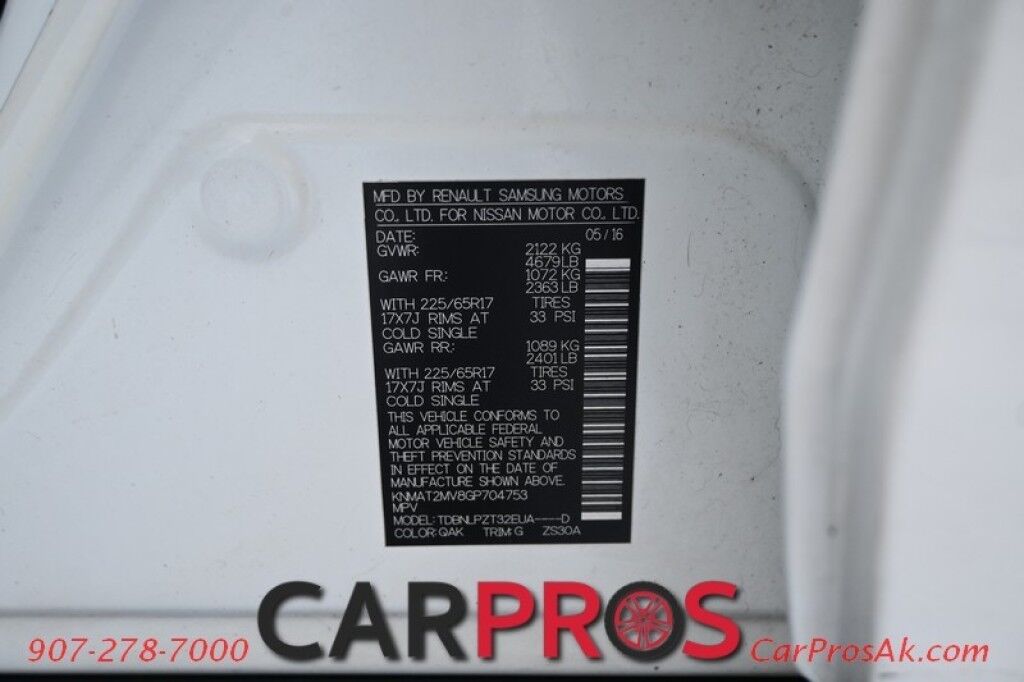 MFD BY RENAULT SAMSUNG MOTORS
CO., LTD. FOR NISSAN MOTOR CO., LTD.
DATE: 05/16
GVWR: 2122 KG
4679 LB
GAWR FR: 1072 KG
2363 LB
WITH 225/65R17 TIRES
17X7J RIMS AT 33 PSI
COLD SINGLE
GAWR RR: 1089 KG
2401 LB
WITH 225/65R17 TIRES
17X7J RIMS AT 33 PSI
COLD SINGLE
THIS VEHICLE CONFORMS TO
ALL APPLICABLE FEDERAL
MOTOR VEHICLE SAFETY AND
THEFT PREVENTION STANDARDS
IN EFFECT ON THE DATE OF
MANUFACTURE SHOWN ABOVE.
KNMAT2MV8GP704753
MPV
MODEL: TDBNLPZT32EUA----D
COLOR: QAK TRIM: G ZS30A
CARPROS
907-278-7000 CarProsAk.com